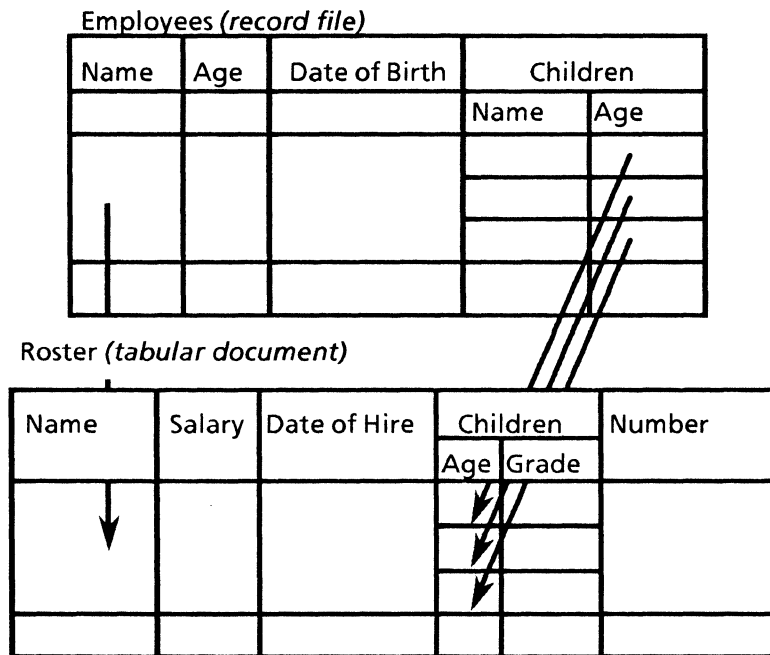 Employees (record file)
Name Age Date of Birth Children
Name Age
Roster (tabular document)
Name Salary Date of Hire Children Number
Age Grade